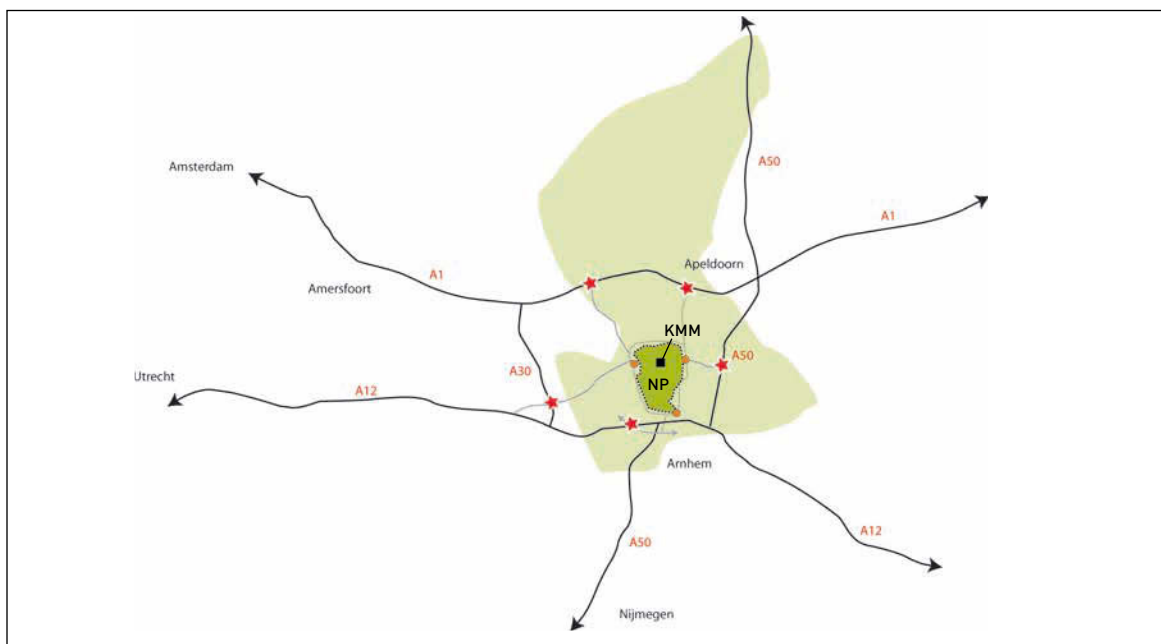 A50
Amsterdam
A1
Apeldoorn
A1
Amersfoort
KMM
A50
A30
NP
Utrecht
A12
Arnhem
A12
A50
Nijmegen